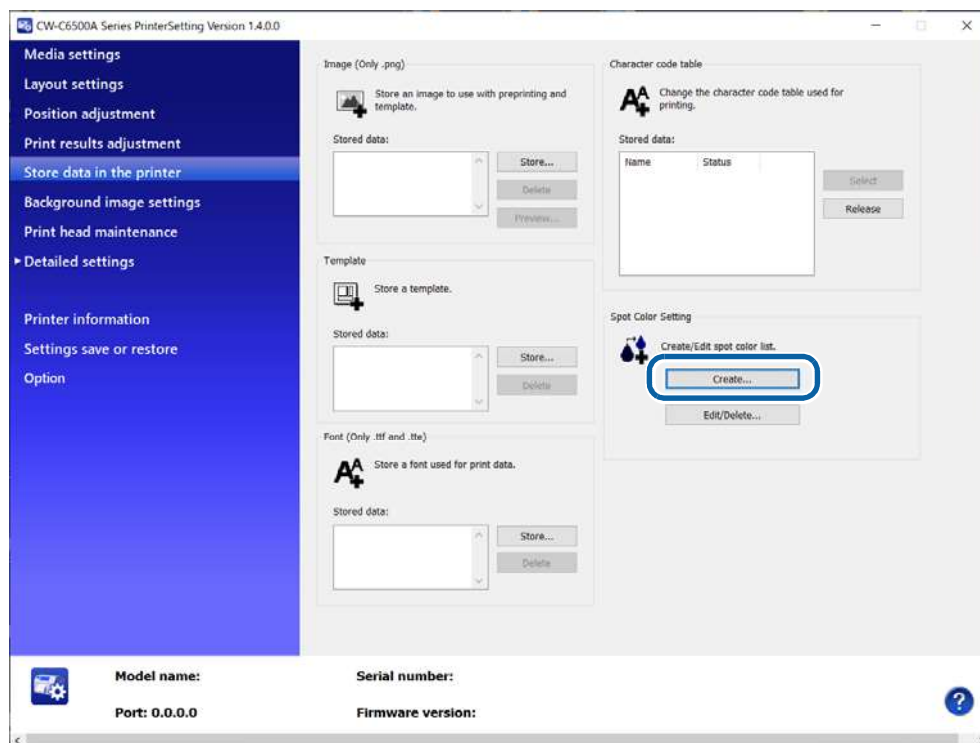 CW-C6500A Series PrinterSetting Version 1.4.0.0
Media settings
Layout settings
Position adjustment
Print results adjustment
Store data in the printer
Background image settings
Print head maintenance
Detailed settings
Printer information
Settings save or restore
Option
Image (Only .png)
Store an image to use with preprinting and
template.
Stored data:
Store...
Delete
Preview...
Template
Store a template.
Stored data:
Store...
Delete
Font (Only .ttf and .tte)
Store a font used for print data.
Stored data:
Store...
Delete
Character code table
Change the character code table used for
printing.
Stored data:
Name Status
Select
Release
Spot Color Setting
Create/Edit spot color list.
Create...
Edit/Delete...
Model name:
Serial number:
Port: 0.0.0.0
Firmware version:
?